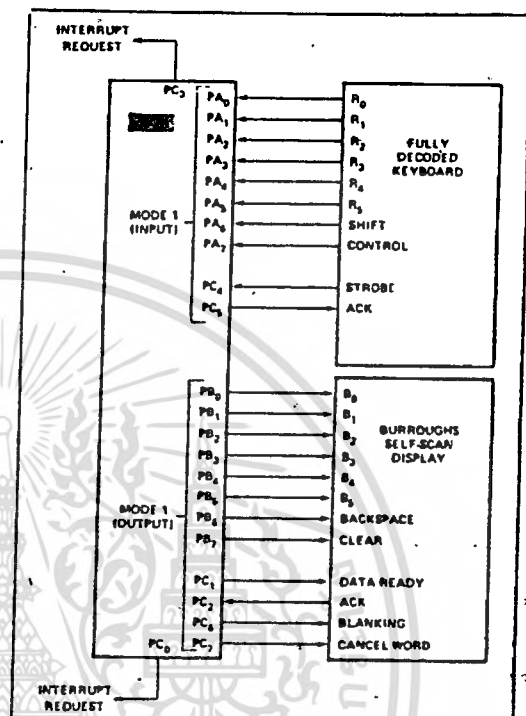 INTERRUPT
REQUEST
PC3
PA0 R0
PA1 R1
PA2 R2
PA3 R3
PA4 R4
PA5 R5
PA6 SHIFT
PA7 CONTROL
FULLY
DECODED
KEYBOARD
MODE 1
(INPUT)
PC4 STROBE
PC5 ACK
PB0 B0
PB1 B1
PB2 B2
PB3 B3
PB4 B4
PB5 B5
PB6 BACKSPACE
PB7 CLEAR
BURROUGHS
SELF-SCAN
DISPLAY
MODE 1
(OUTPUT)
PC1 DATA READY
PC2 ACK
PC6 BLANKING
PC7 CANCEL WORD
PC0
INTERRUPT
REQUEST